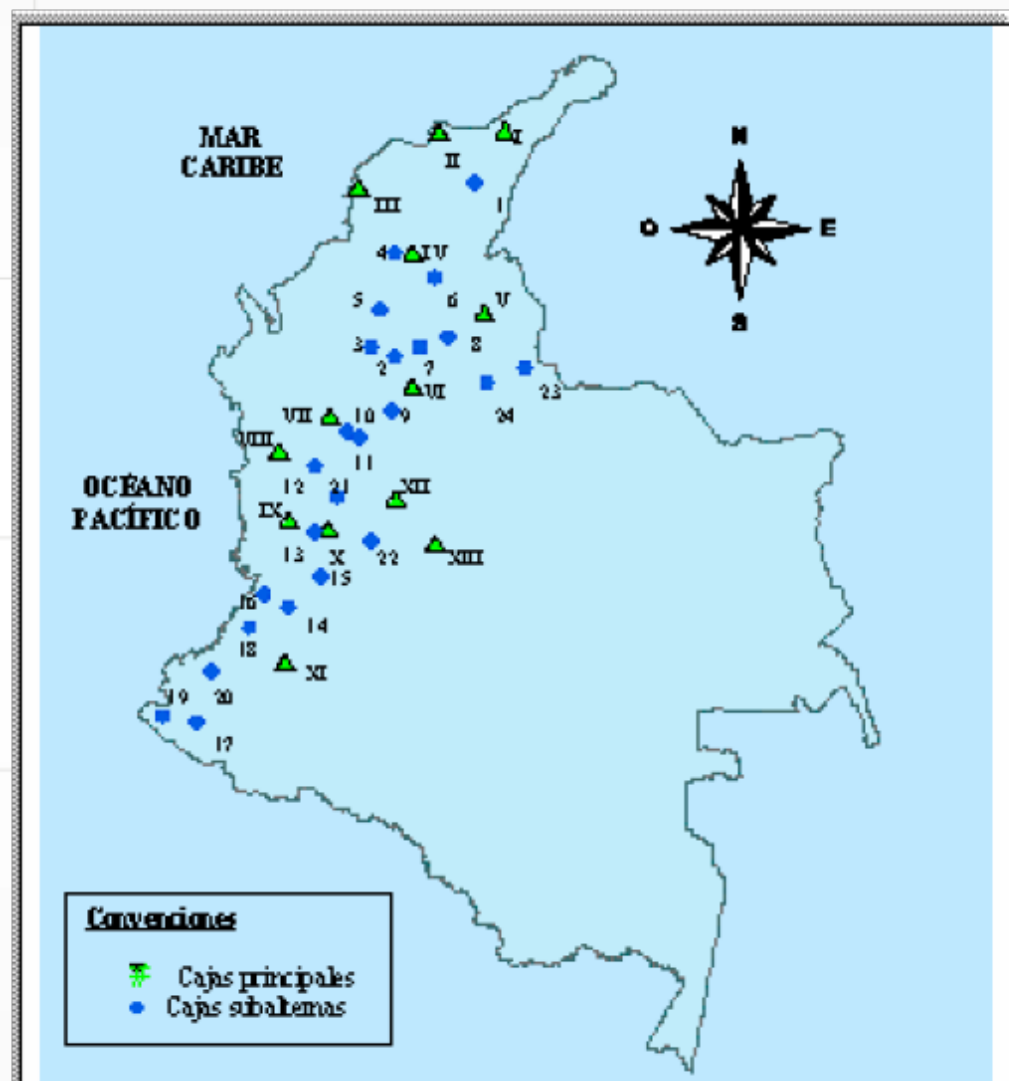 MAR
CARIBE
N
O
E
S
I
II
III
1
4
IV
5
6
V
3
2
7
8
VI
24
23
VII
10
9
VIII
11
12
21
XII
OCÉANO
PACÍFICO
IX
13
X
22
XIII
15
16
14
18
XI
19
20
17
Convenciones
Cajas principales
Cajas subalternas